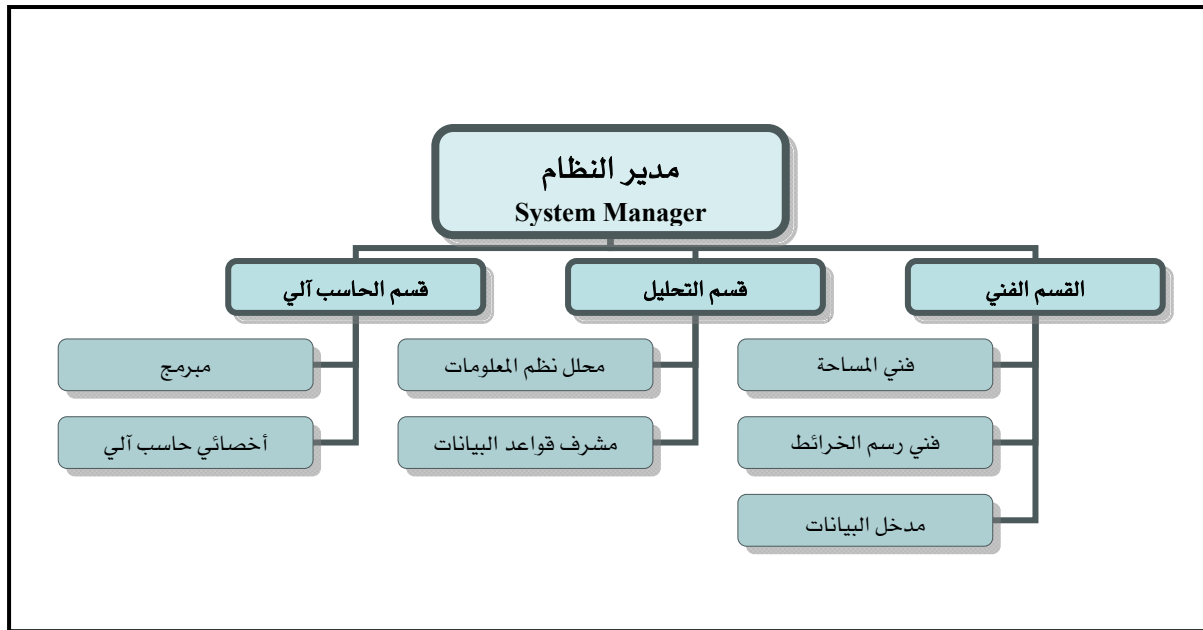 مدير النظام
System Manager
القسم الفني
فني المساحة
فني رسم الخرائط
مدخل البيانات
قسم التحليل
محلل نظم المعلومات
مشرف قواعد البيانات
قسم الحاسب آلي
مبرمج
أخصائي حاسب آلي